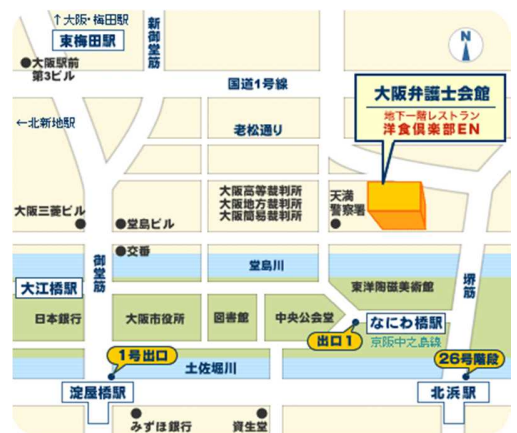 ↑大阪・梅田駅
東梅田駅
新御堂筋
N
●大阪駅前
第3ビル
国道1号線
大阪弁護士会館
地下一階レストラン
洋食倶楽部EN
←北新地駅
老松通り
大阪高等裁判所
大阪地方裁判所
大阪簡易裁判所
天満
警察署
大阪三菱ビル
堂島ビル
交番
御堂筋
堂島川
堺筋
大江橋駅
東洋陶磁美術館
日本銀行
大阪市役所
図書館
中央公会堂
なにわ橋駅
出口1
京阪中之島線
1号出口
土佐堀川
26号階段
淀屋橋駅
北浜駅
みずほ銀行
資生堂